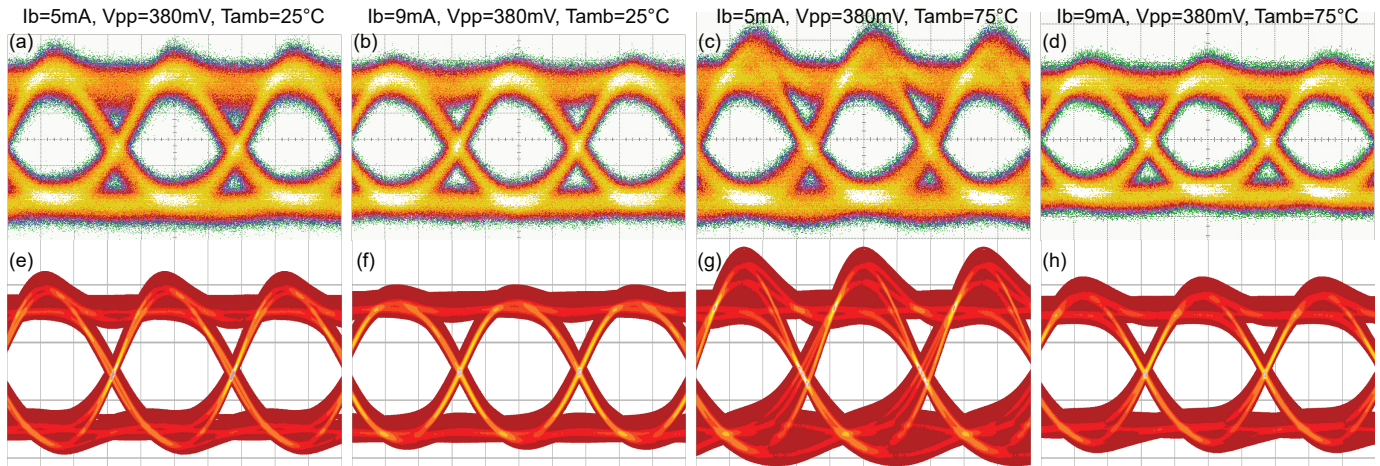 Ib=5mA, Vpp=380mV, Tamb=25°C
Ib=9mA, Vpp=380mV, Tamb=25°C
Ib=5mA, Vpp=380mV, Tamb=75°C
Ib=9mA, Vpp=380mV, Tamb=75°C
(a)
(b)
(c)
(d)
(e)
(f)
(g)
(h)